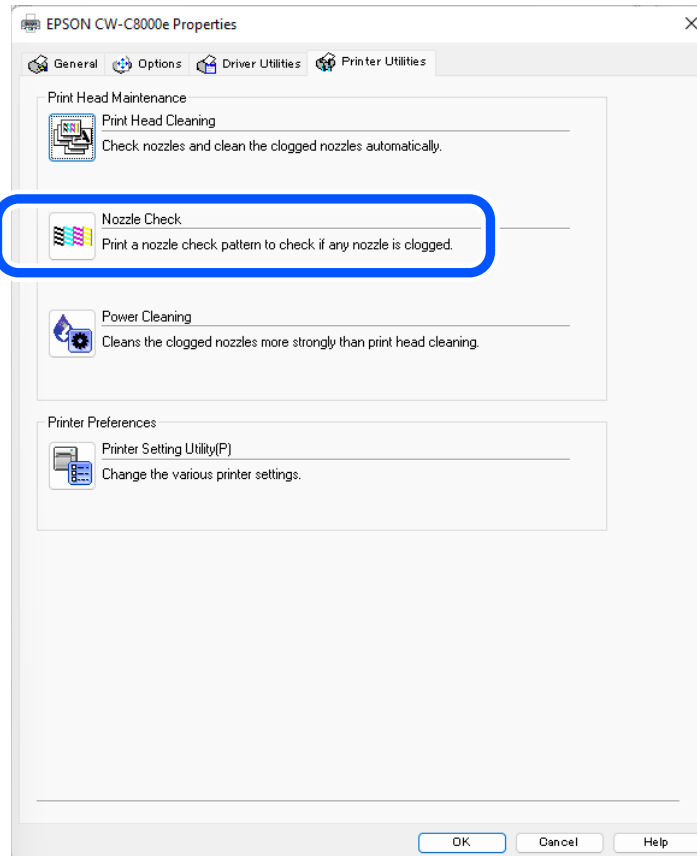 EPSON CW-C8000e Properties
General Options Driver Utilities Printer Utilities
Print Head Maintenance
Print Head Cleaning
Check nozzles and clean the clogged nozzles automatically.
Nozzle Check
Print a nozzle check pattern to check if any nozzle is clogged.
Power Cleaning
Cleans the clogged nozzles more strongly than print head cleaning.
Printer Preferences
Printer Setting Utility(P)
Change the various printer settings.
OK Cancel Help